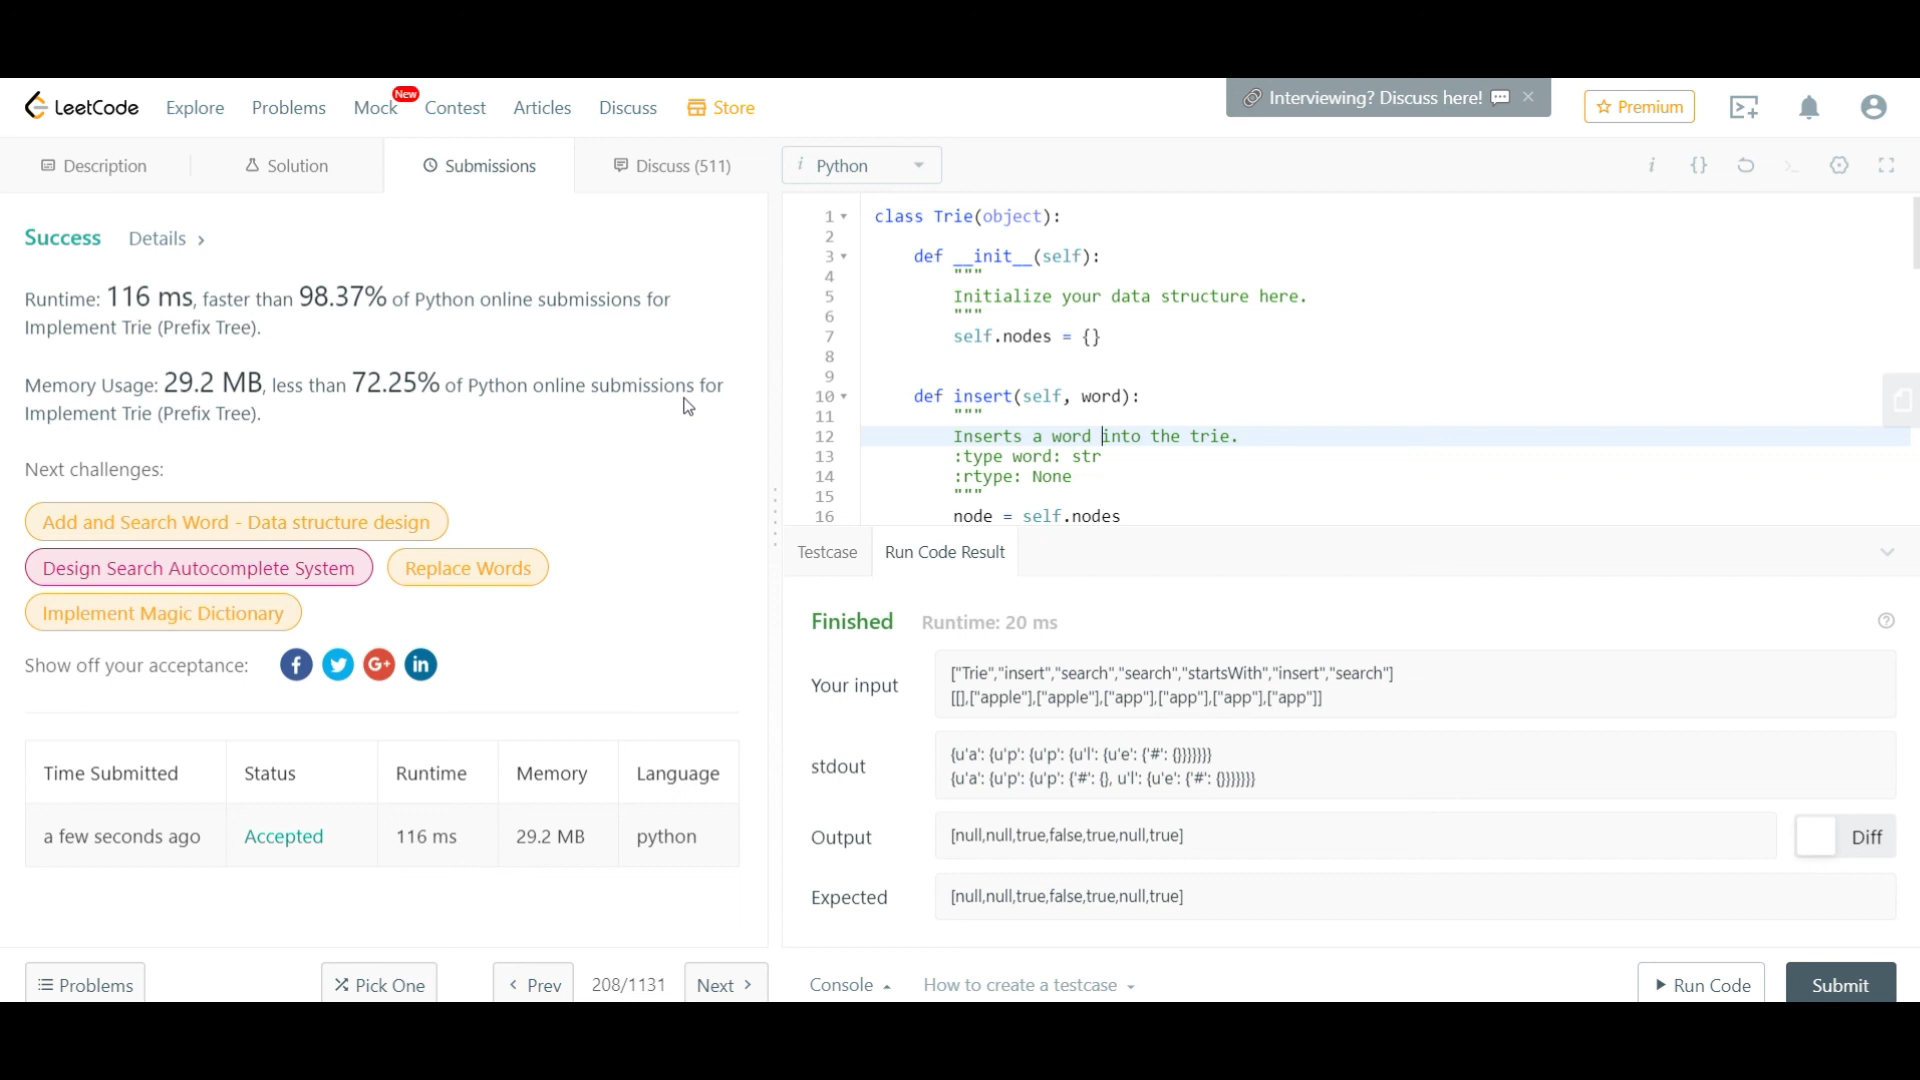 LeetCode Explore Problems Mock New Contest Articles Discuss Store
Interviewing? Discuss here! ×
Premium
Description Solution Submissions Discuss (511)
i Python
Success Details >
Runtime: 116 ms, faster than 98.37% of Python online submissions for
Implement Trie (Prefix Tree).
Memory Usage: 29.2 MB, less than 72.25% of Python online submissions for
Implement Trie (Prefix Tree).
Next challenges:
Add and Search Word - Data structure design
Design Search Autocomplete System Replace Words
Implement Magic Dictionary
Show off your acceptance: f G+ in
Time Submitted Status Runtime Memory Language
a few seconds ago Accepted 116 ms 29.2 MB python
Problems Pick One < Prev 208/1131 Next >
i {} >_
1 class Trie(object):
2
3 def __init__(self):
4 """
5 Initialize your data structure here.
6 """
7 self.nodes = {}
8
9
10 def insert(self, word):
11 """
12 Inserts a word into the trie.
13 :type word: str
14 :rtype: None
15 """
16 node = self.nodes
Testcase Run Code Result
Finished Runtime: 20 ms ?
Your input
["Trie","insert","search","search","startsWith","insert","search"]
[[],["apple"],["apple"],["app"],["app"],["app"],["app"]]
stdout
{u'a': {u'p': {u'p': {u'l': {u'e': {'#': {}}}}}}}
{u'a': {u'p': {u'p': {'#': {}, u'l': {u'e': {'#': {}}}}}}}
Output [null,null,true,false,true,null,true] Diff
Expected [null,null,true,false,true,null,true]
Console How to create a testcase Run Code Submit